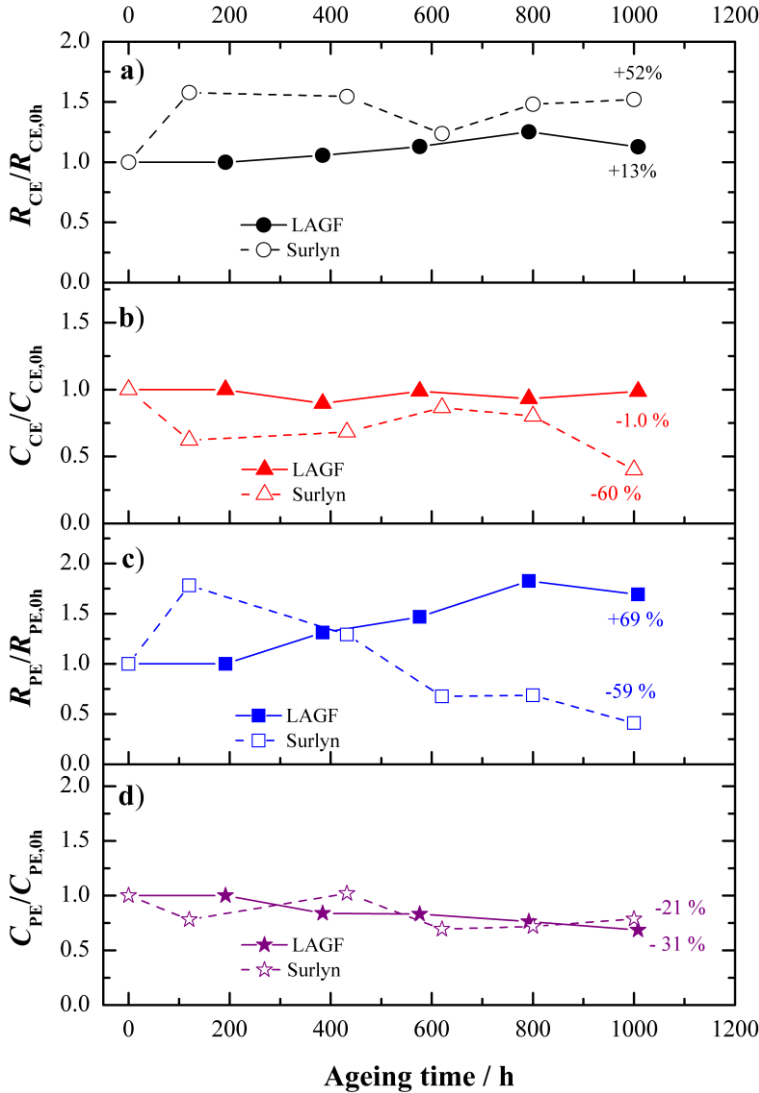 0 200 400 600 800 1000 1200
a)
2.0
1.5
1.0
0.5
0.0
R_CE/R_CE,0h
+52%
+13%
LAGF
Surlyn
b)
1.5
1.0
0.5
0.0
C_CE/C_CE,0h
-1.0 %
-60 %
LAGF
Surlyn
c)
2.0
1.5
1.0
0.5
0.0
R_PE/R_PE,0h
+69 %
-59 %
LAGF
Surlyn
d)
2.0
1.5
1.0
0.5
0.0
C_PE/C_PE,0h
-21 %
- 31 %
LAGF
Surlyn
0 200 400 600 800 1000 1200
Ageing time / h